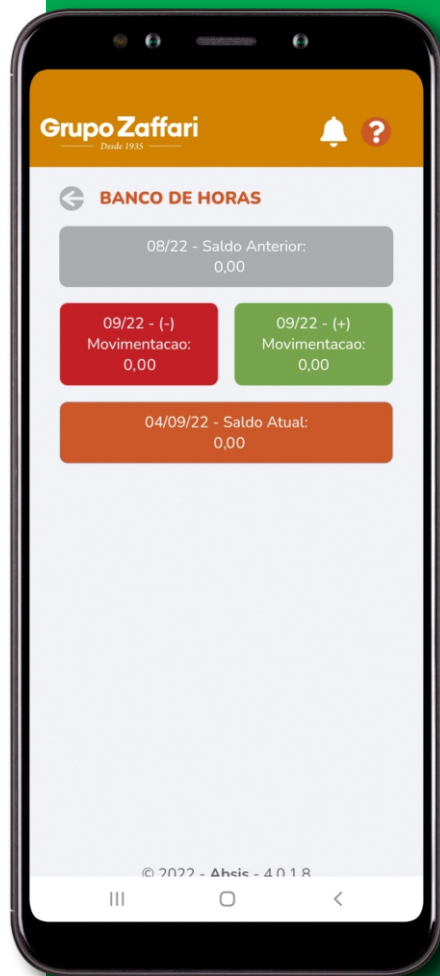 Grupo Zaffari
Desde 1935
?
BANCO DE HORAS
08/22 - Saldo Anterior:
0,00
09/22 - (-)
Movimentacao:
0,00
09/22 - (+)
Movimentacao:
0,00
04/09/22 - Saldo Atual:
0,00
© 2022 - Absis - 4.0.1.8